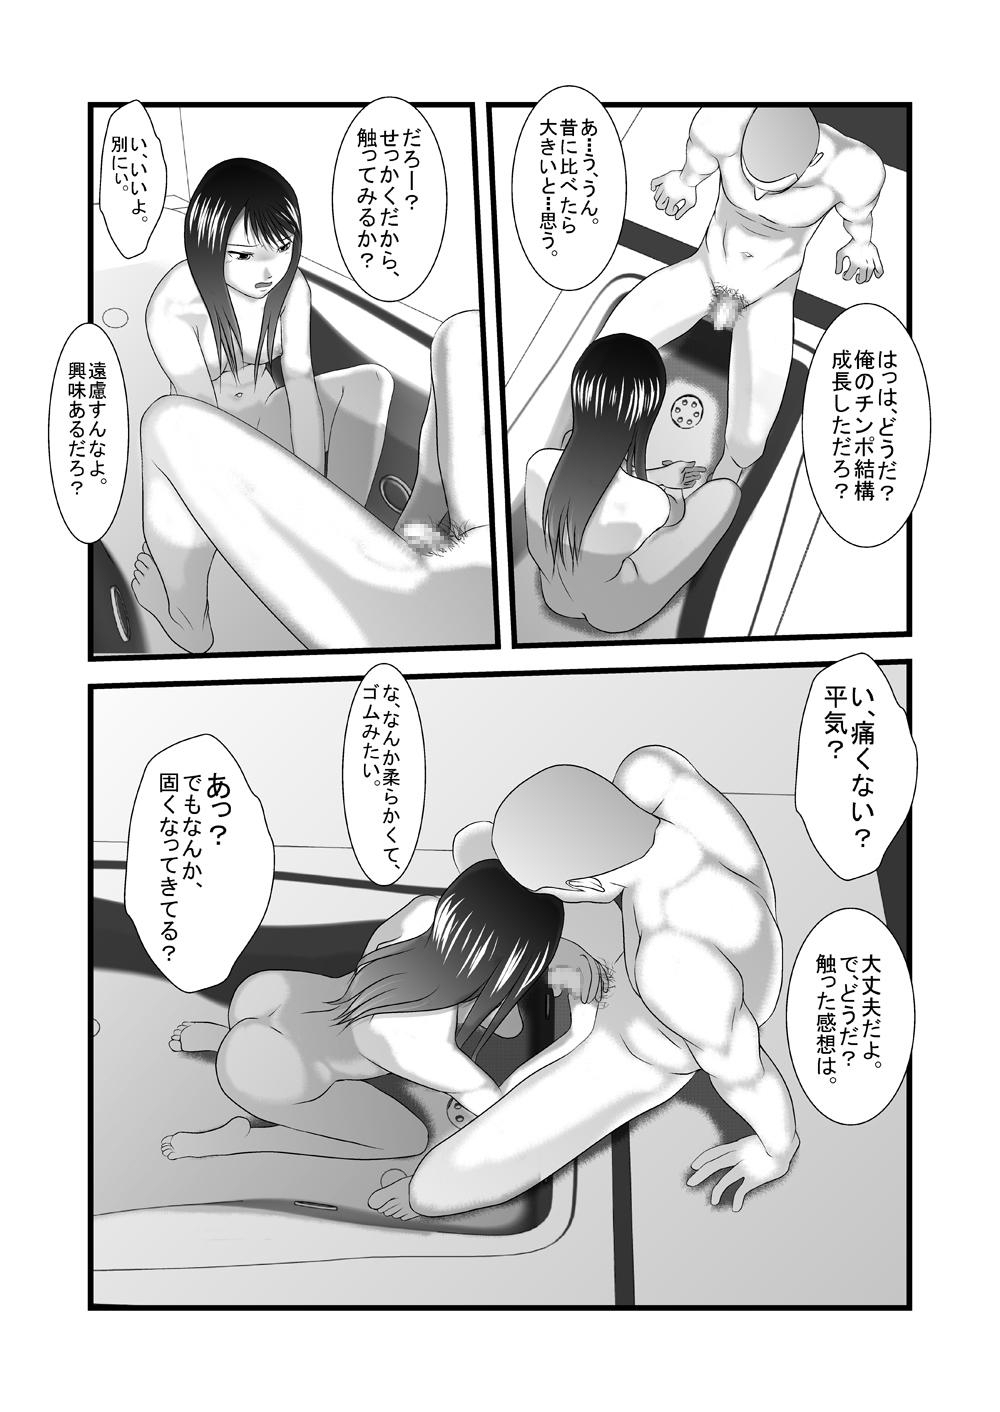 はっは、どうだ？
俺のチンポ結構
成長しただろ？
あ…う、うん。
昔に比べたら
大きいと…思う。
だろー？
せっかくだから、
触ってみるか？
い、いいよ。
別にぃ。
遠慮すんなよ。
興味あるだろ？
い、痛くない？
平気？
大丈夫だよ。
で、どうだ？
触った感想は。
な、なんか柔らかくて、
ゴムみたい。
あっ？
でもなんか、
固くなってきてる？